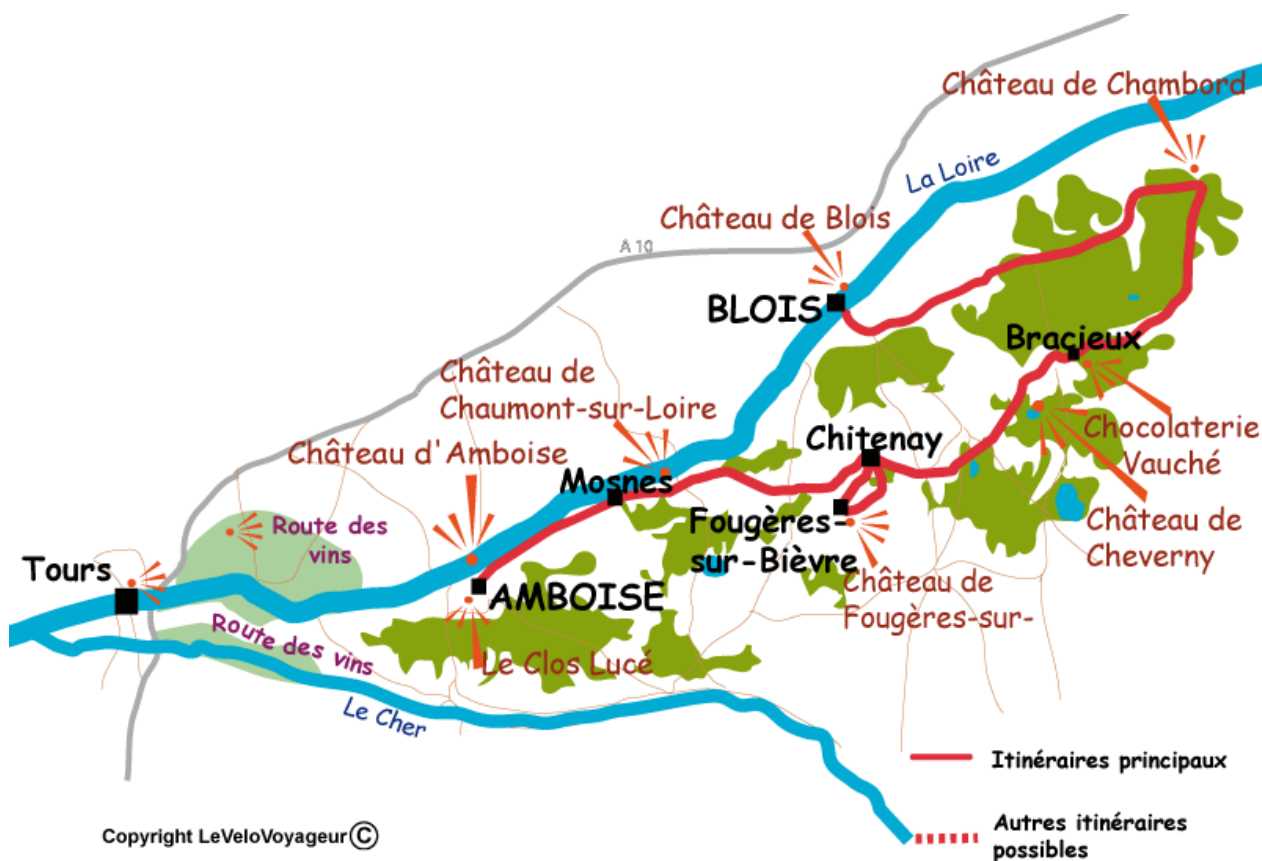 Château de Chambord
La Loire
Château de Blois
A 10
BLOIS
Bracieux
Château de
Chaumont-sur-Loire
Chocolaterie
Vauché
Chitenay
Château d'Amboise
Mosnes
Fougères-
sur-Bièvre
Château de
Cheverny
Route des
vins
Tours
Château de
Fougères-sur-
AMBOISE
Route des vins
Le Clos Lucé
Le Cher
Itinéraires principaux
Autres itinéraires
possibles
Copyright LeVeloVoyageur ©